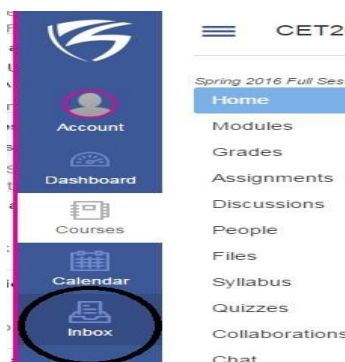 CET2
Spring 2016 Full Ses
Account
Dashboard
Courses
Calendar
Inbox
Home
Modules
Grades
Assignments
Discussions
People
Files
Syllabus
Quizzes
Collaborations
Chat